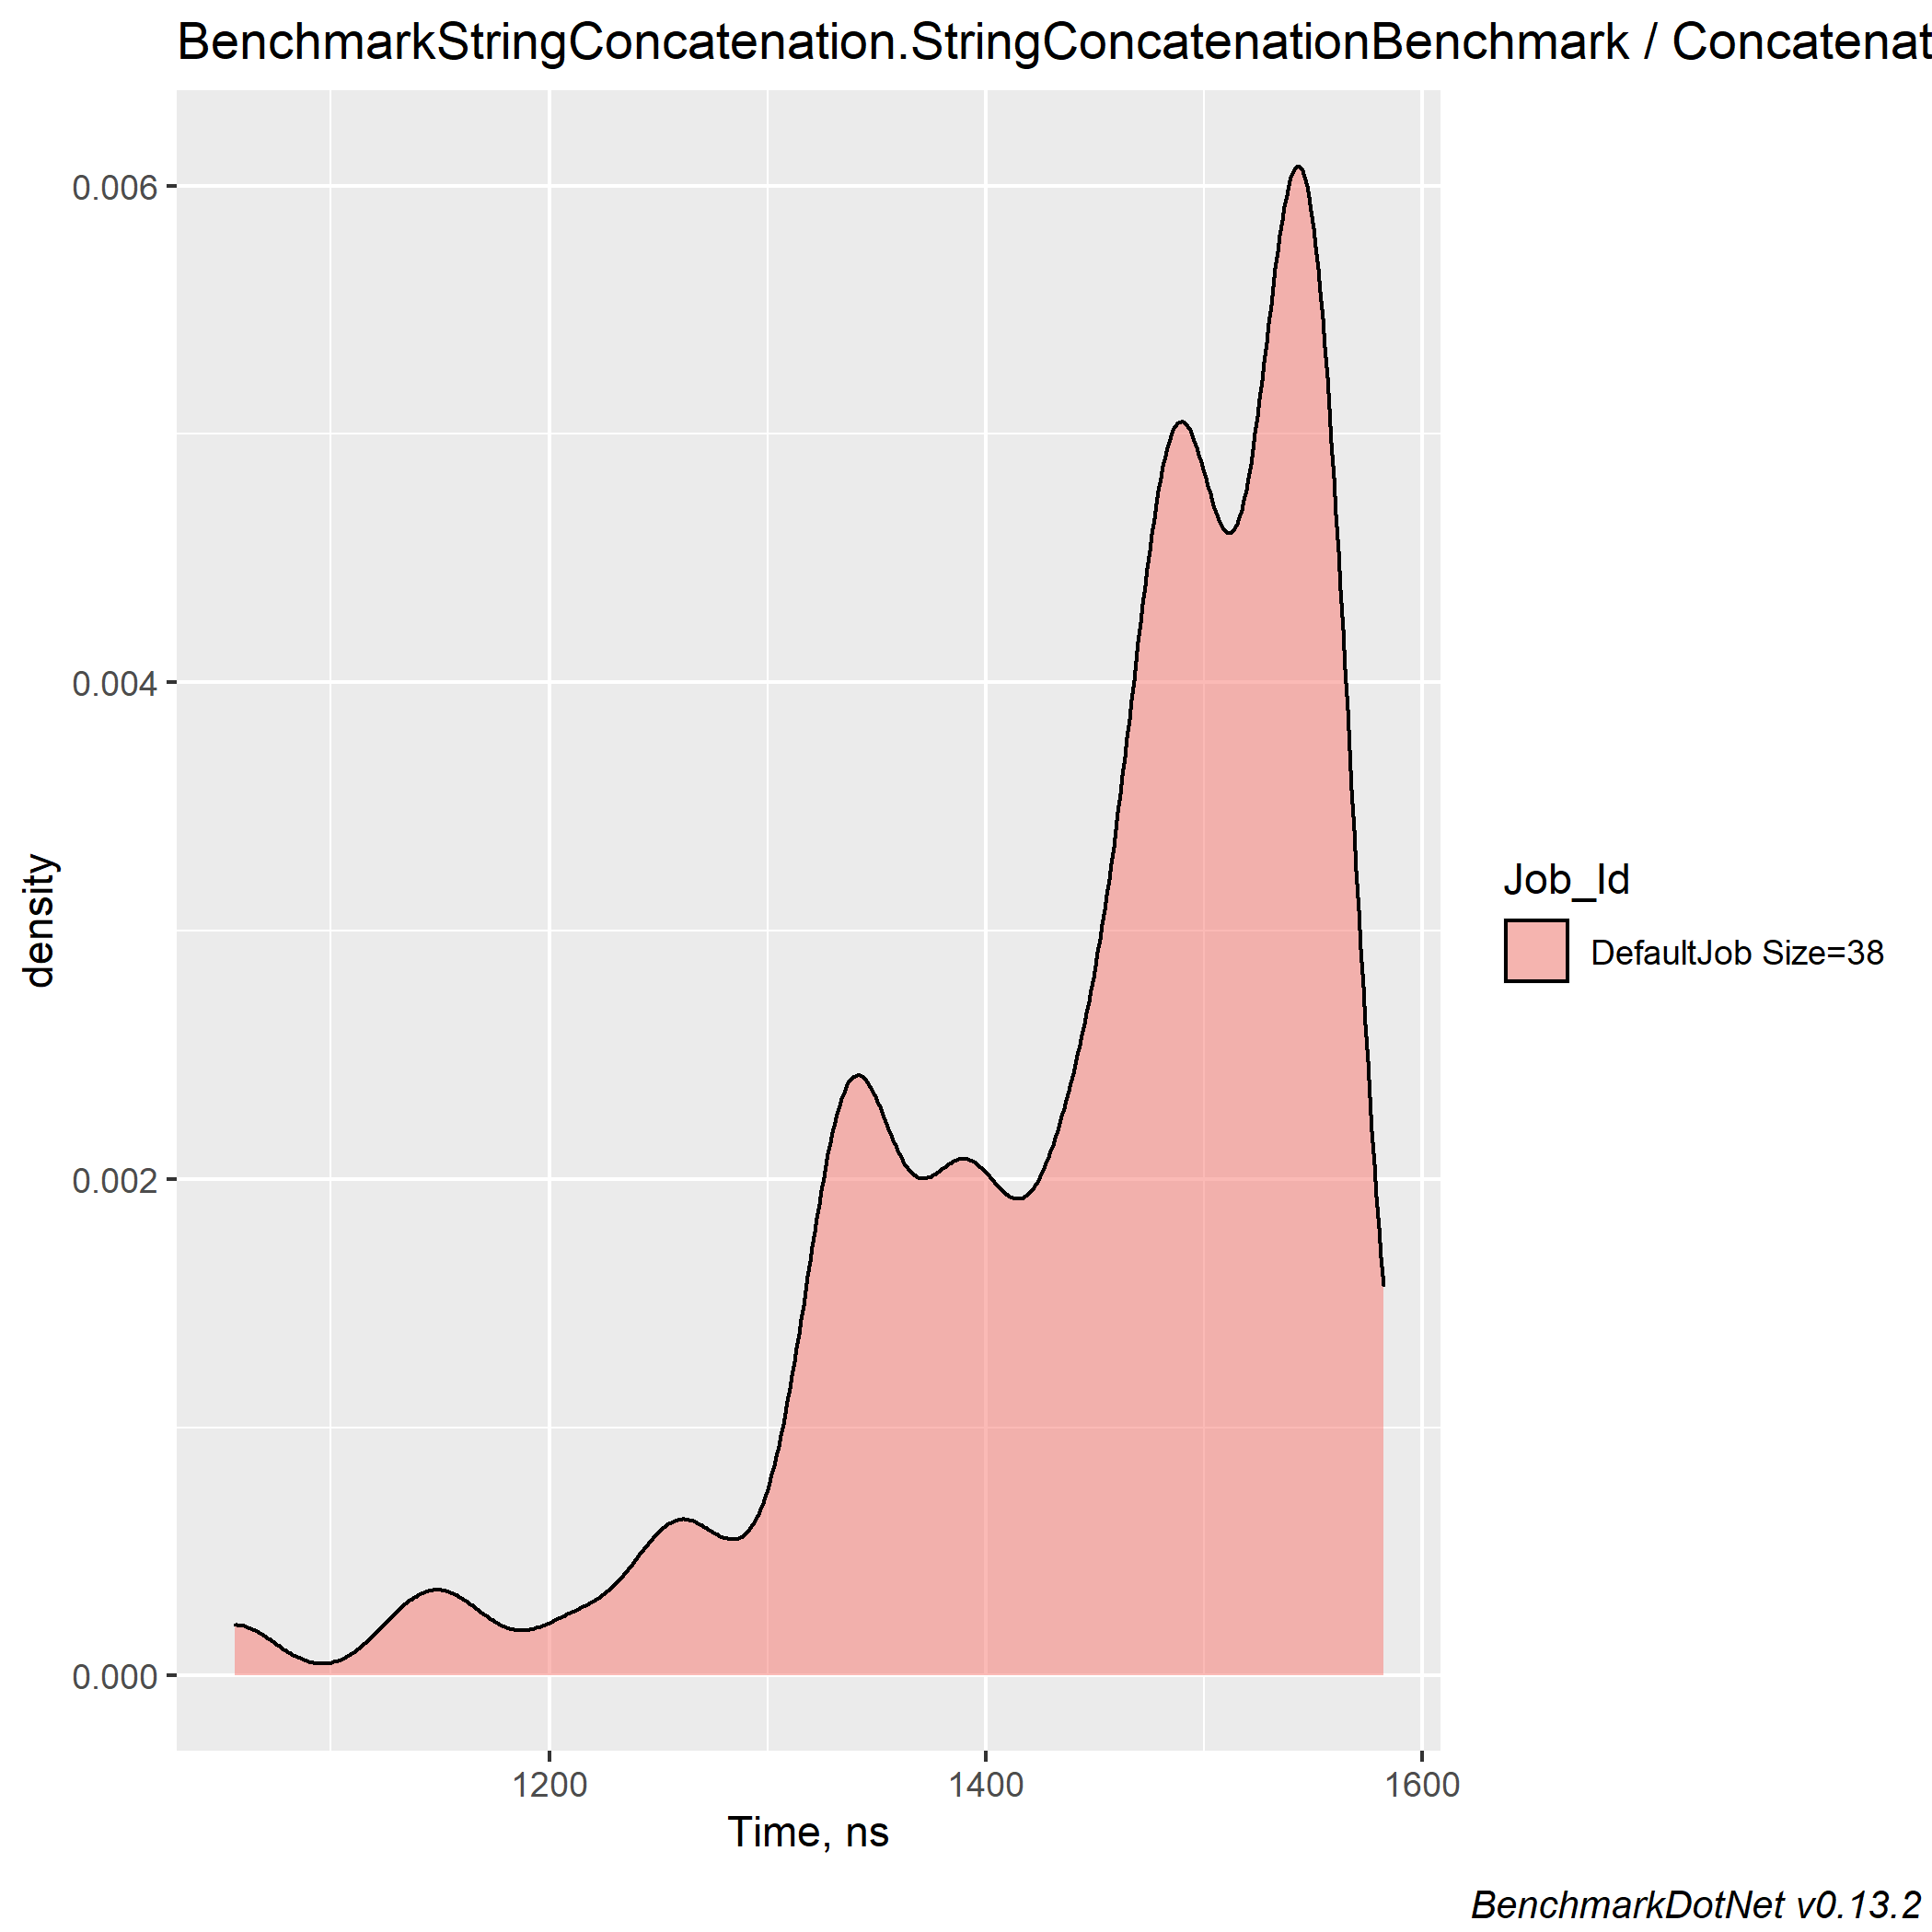 BenchmarkStringConcatenation.StringConcatenationBenchmark / Concatenat
0.006
0.004
0.002
0.000
density
1200 1400 1600
Time, ns
Job_Id
DefaultJob Size=38
BenchmarkDotNet v0.13.2